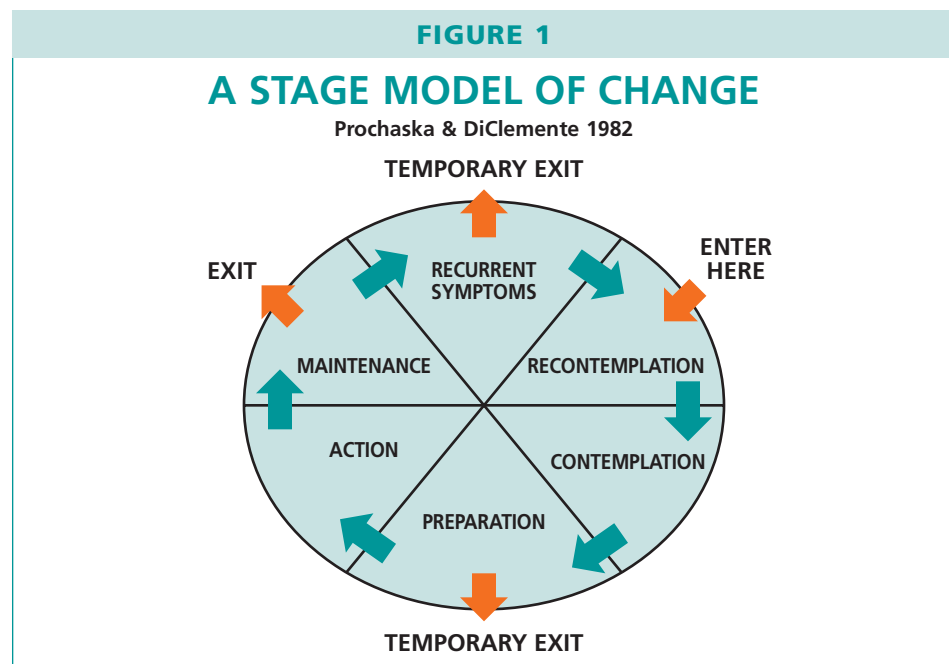 FIGURE 1
A STAGE MODEL OF CHANGE
Prochaska & DiClemente 1982
TEMPORARY EXIT
ENTER
HERE
EXIT
RECURRENT
SYMPTOMS
MAINTENANCE
RECONTEMPLATION
ACTION
CONTEMPLATION
PREPARATION
TEMPORARY EXIT